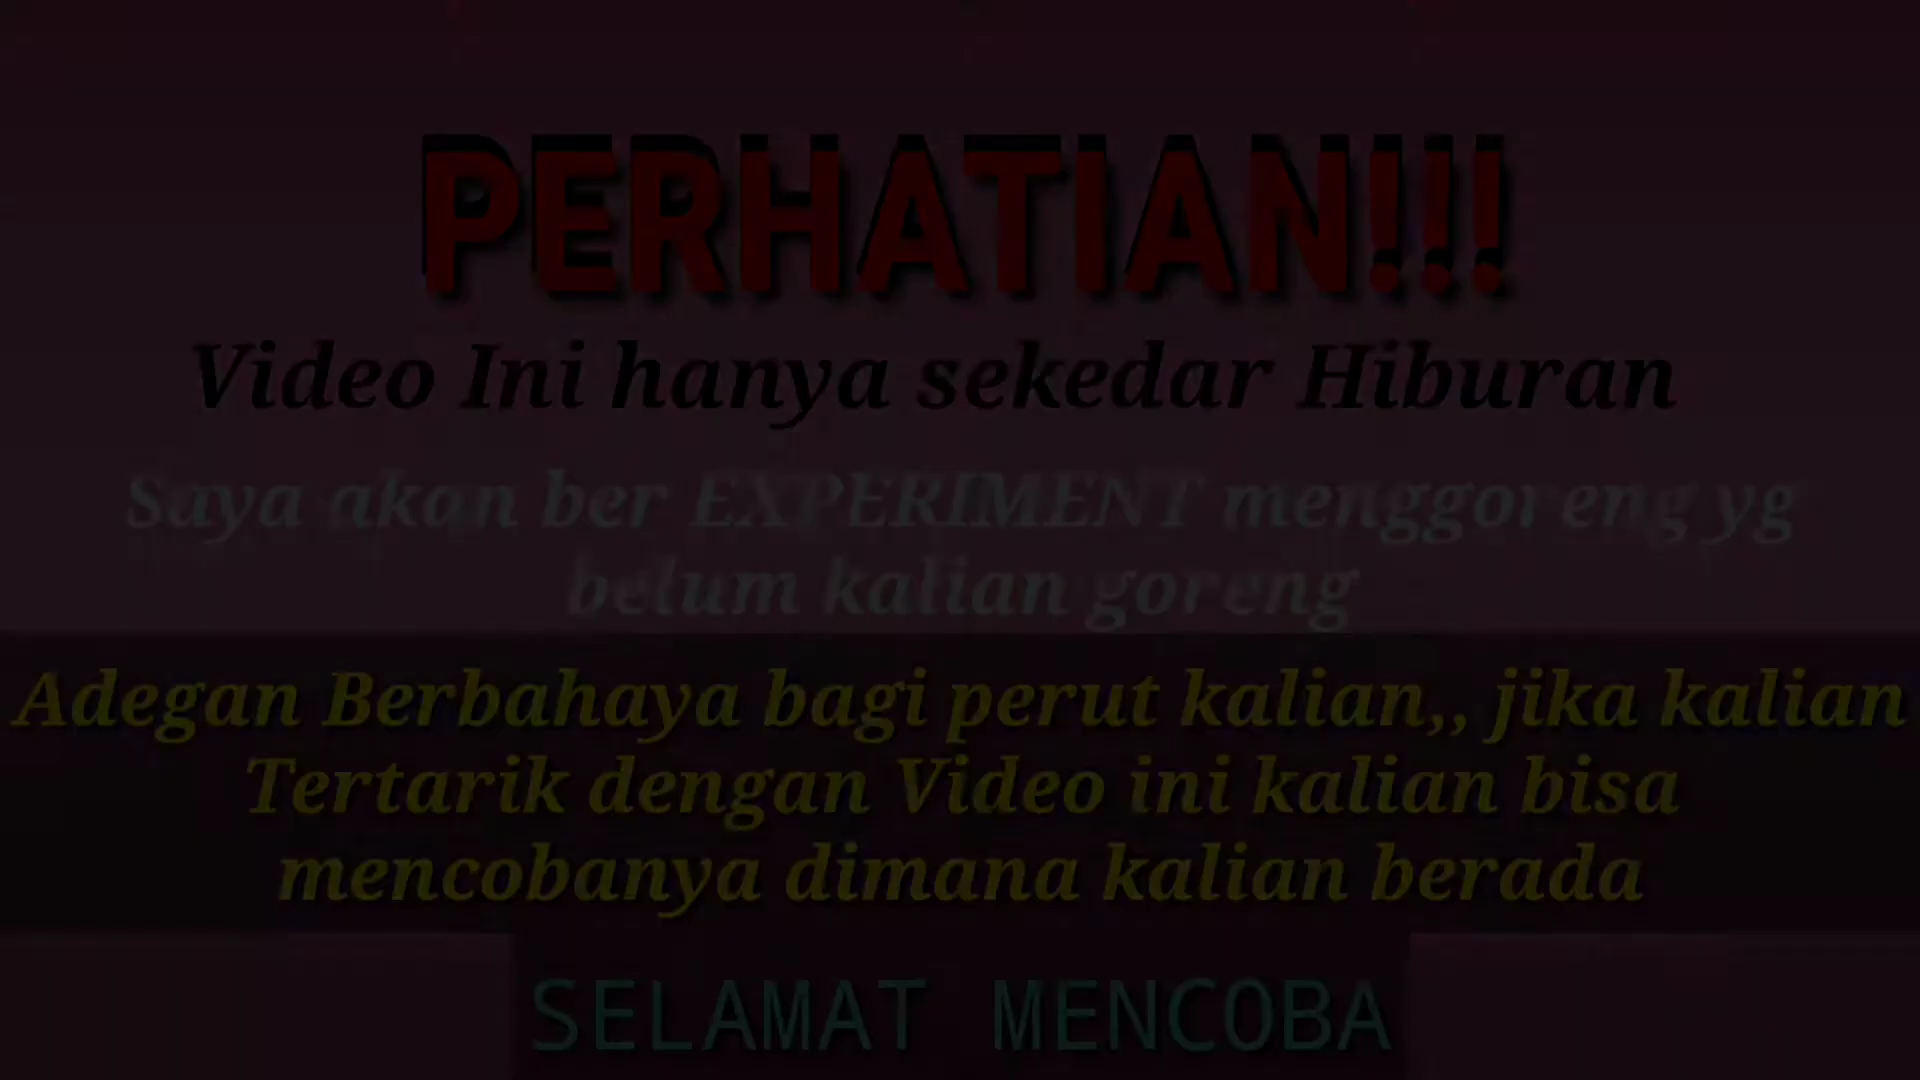 PERHATIAN!!!
Video Ini hanya sekedar Hiburan
Saya akan ber EXPERIMENT menggoreng yg
belum kalian goreng
Adegan Berbahaya bagi perut kalian,, jika kalian
Tertarik dengan Video ini kalian bisa
mencobanya dimana kalian berada
SELAMAT MENCOBA